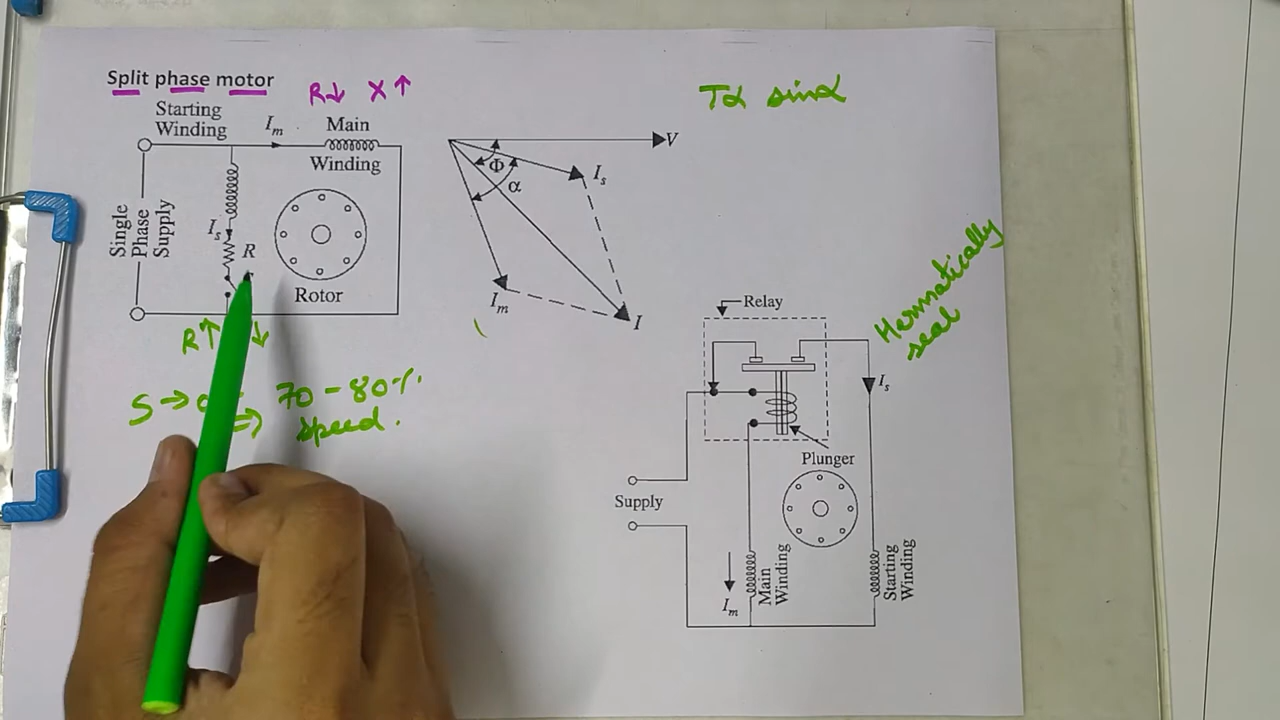 Split phase motor
R↓ X↑
Tα sinα
Starting
Winding
Im
Main
Winding
Single
Phase
Supply
Is
R
Rotor
V
Φ
α
Is
Im
I
R↑ ↓
S→
⇒ 70-80%
Speed.
Hermatically
seal
Relay
Is
Plunger
Supply
Im
Main
Winding
Starting
Winding